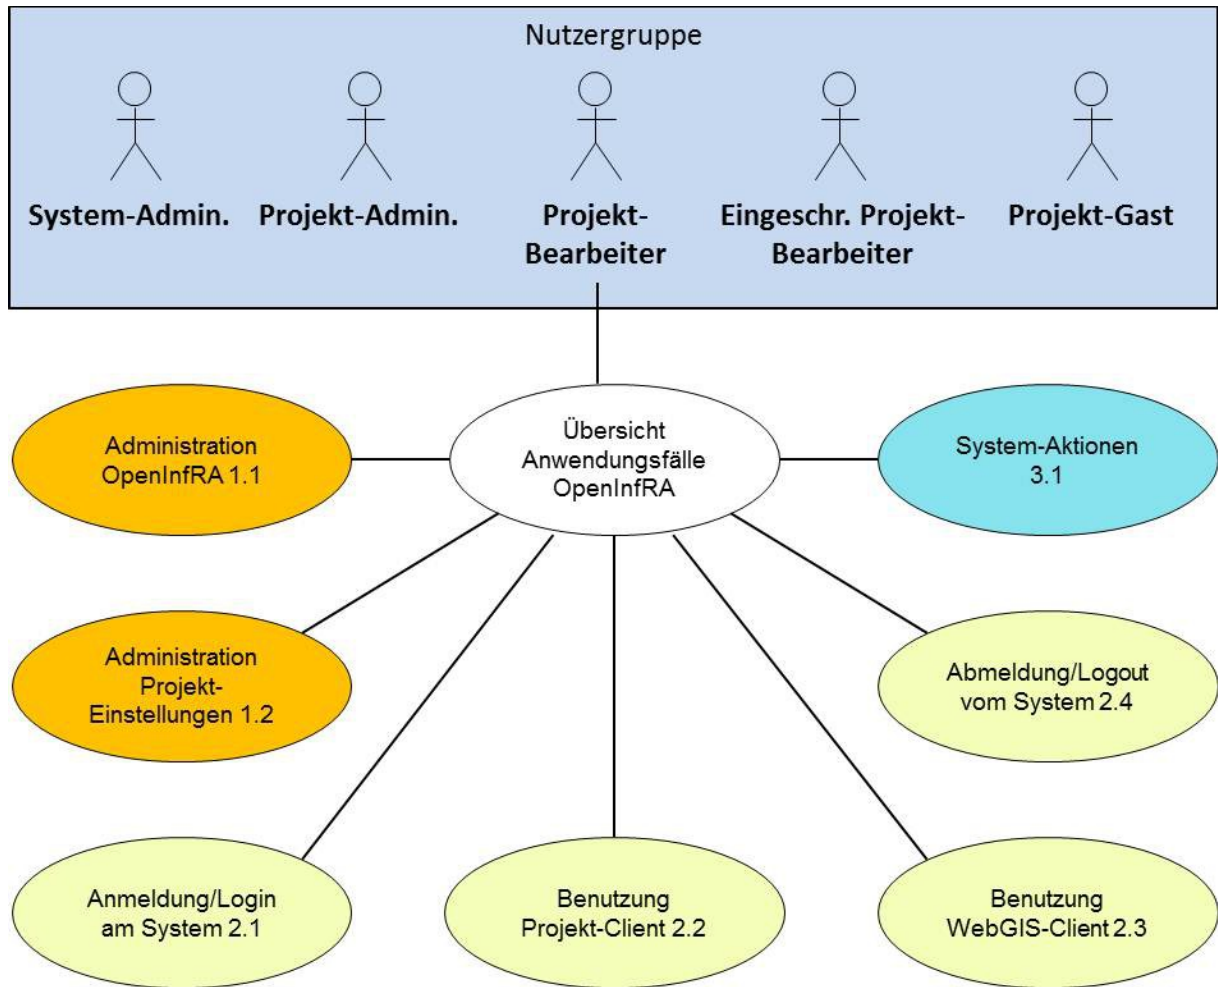 Nutzergruppe
System-Admin.
Projekt-Admin.
Projekt-
Bearbeiter
Eingeschr. Projekt-
Bearbeiter
Projekt-Gast
Übersicht
Anwendungsfälle
OpenInfRA
Administration
OpenInfRA 1.1
System-Aktionen
3.1
Administration
Projekt-
Einstellungen 1.2
Abmeldung/Logout
vom System 2.4
Anmeldung/Login
am System 2.1
Benutzung
Projekt-Client 2.2
Benutzung
WebGIS-Client 2.3